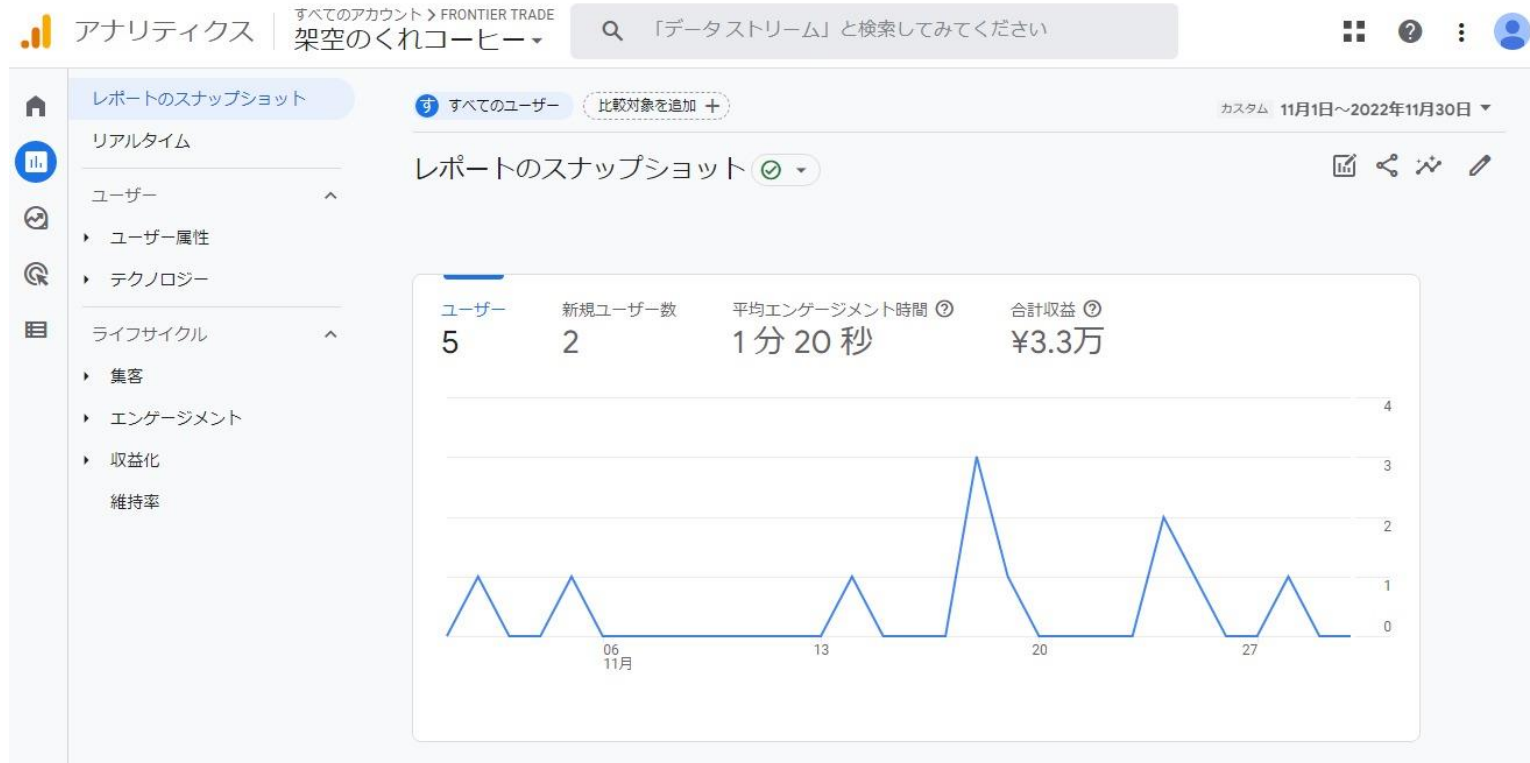 アナリティクス
すべてのアカウント > FRONTIER TRADE
架空のくれコーヒー
「データ ストリーム」と検索してみてください
レポートのスナップショット
リアルタイム
ユーザー
ユーザー属性
テクノロジー
ライフサイクル
集客
エンゲージメント
収益化
維持率
す すべてのユーザー
比較対象を追加 +
カスタム 11月1日~2022年11月30日
レポートのスナップショット
ユーザー 新規ユーザー数 平均エンゲージメント時間 合計収益
5 2 1 分 20 秒 ¥3.3万
4
3
2
1
0
06 13 20 27
11月